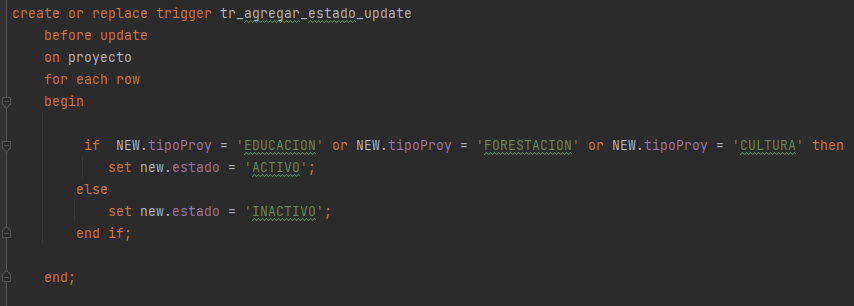 create or replace trigger tr_agregar_estado_update
    before update
    on proyecto
    for each row
    begin

         if  NEW.tipoProy = 'EDUCACION' or NEW.tipoProy = 'FORESTACION' or NEW.tipoProy = 'CULTURA' then
            set new.estado = 'ACTIVO';
        else
            set new.estado = 'INACTIVO';
        end if;

    end;